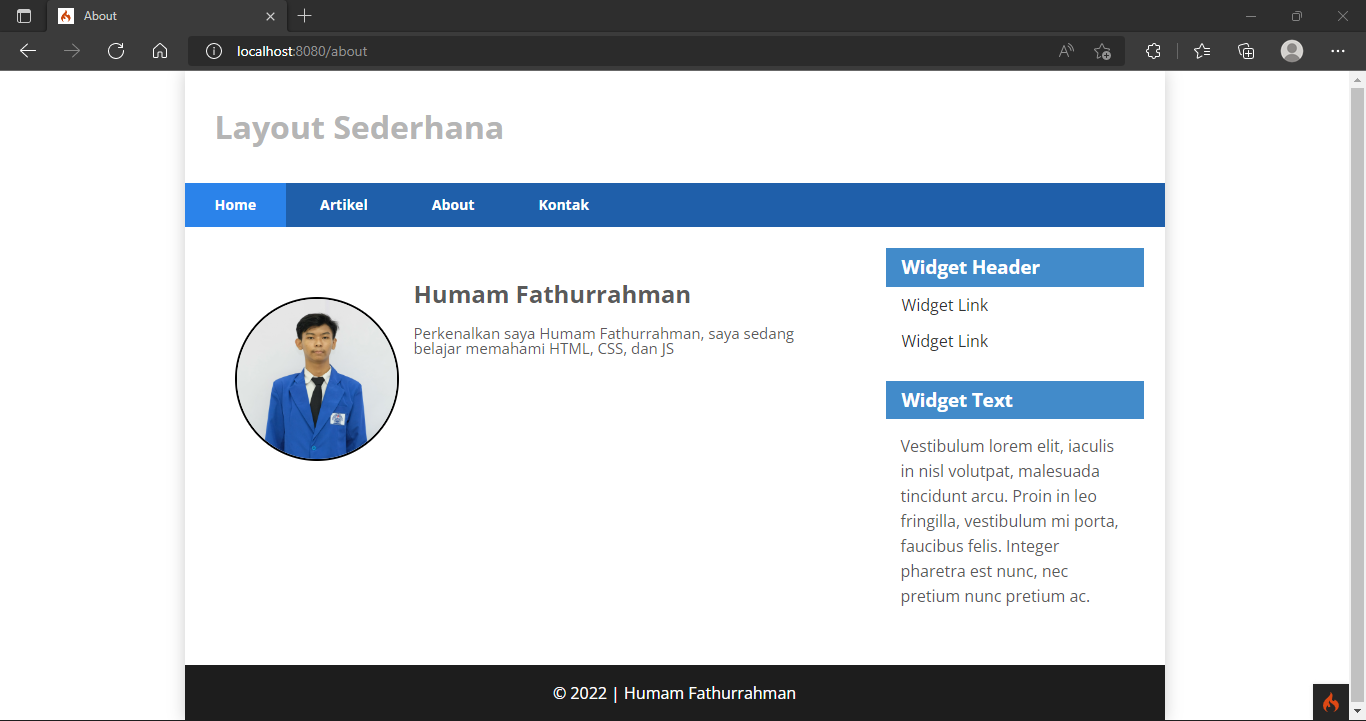 About
localhost:8080/about
Layout Sederhana
Home Artikel About Kontak
Humam Fathurrahman
Perkenalkan saya Humam Fathurrahman, saya sedang
belajar memahami HTML, CSS, dan JS
Widget Header
Widget Link
Widget Link
Widget Text
Vestibulum lorem elit, iaculis
in nisl volutpat, malesuada
tincidunt arcu. Proin in leo
fringilla, vestibulum mi porta,
faucibus felis. Integer
pharetra est nunc, nec
pretium nunc pretium ac.
© 2022 | Humam Fathurrahman